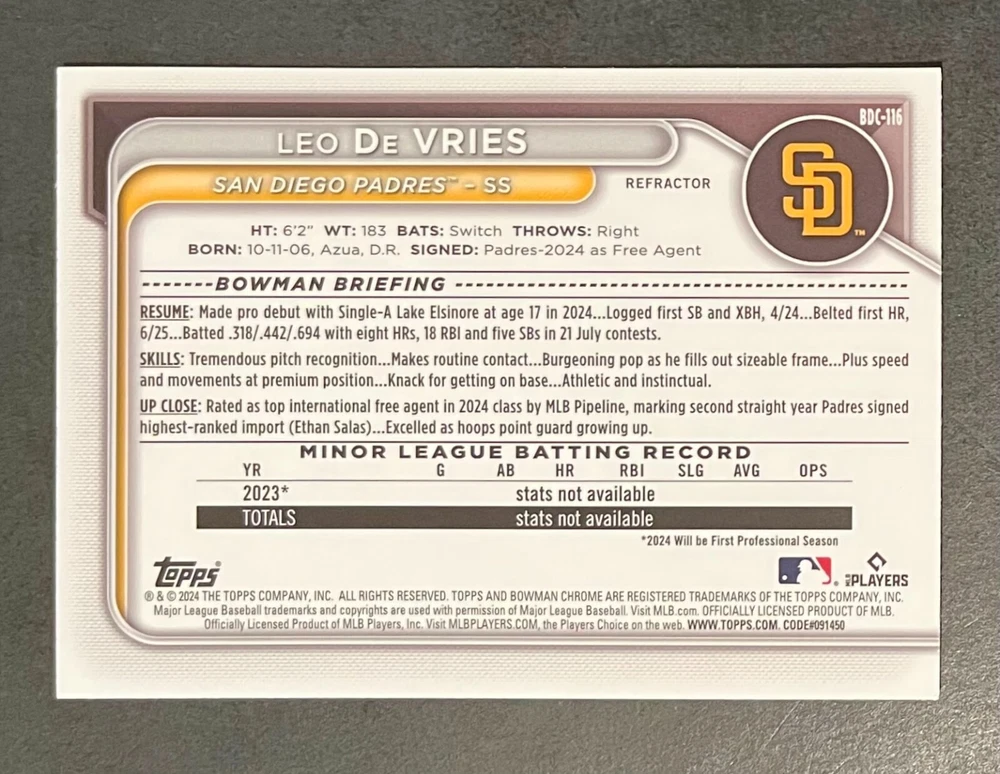 BDC-116
LEO DE VRIES
SAN DIEGO PADRES™ – SS
REFRACTOR
SD™
HT: 6'2" WT: 183 BATS: Switch THROWS: Right
BORN: 10-11-06, Azua, D.R. SIGNED: Padres-2024 as Free Agent
-------BOWMAN BRIEFING ----------------------------------------
RESUME: Made pro debut with Single-A Lake Elsinore at age 17 in 2024...Logged first SB and XBH, 4/24...Belted first HR,
6/25...Batted .318/.442/.694 with eight HRs, 18 RBI and five SBs in 21 July contests.
SKILLS: Tremendous pitch recognition...Makes routine contact...Burgeoning pop as he fills out sizeable frame...Plus speed
and movements at premium position...Knack for getting on base...Athletic and instinctual.
UP CLOSE: Rated as top international free agent in 2024 class by MLB Pipeline, marking second straight year Padres signed
highest-ranked import (Ethan Salas)...Excelled as hoops point guard growing up.
MINOR LEAGUE BATTING RECORD
YR G AB HR RBI SLG AVG OPS
2023* stats not available
TOTALS stats not available
*2024 Will be First Professional Season
Topps
MLB PLAYERS
® & © 2024 THE TOPPS COMPANY, INC. ALL RIGHTS RESERVED. TOPPS AND BOWMAN CHROME ARE REGISTERED TRADEMARKS OF THE TOPPS COMPANY, INC.
Major League Baseball trademarks and copyrights are used with permission of Major League Baseball. Visit MLB.com. OFFICIALLY LICENSED PRODUCT OF MLB.
Officially Licensed Product of MLB Players, Inc. Visit MLBPLAYERS.COM, the Players Choice on the web. WWW.TOPPS.COM. CODE#091450